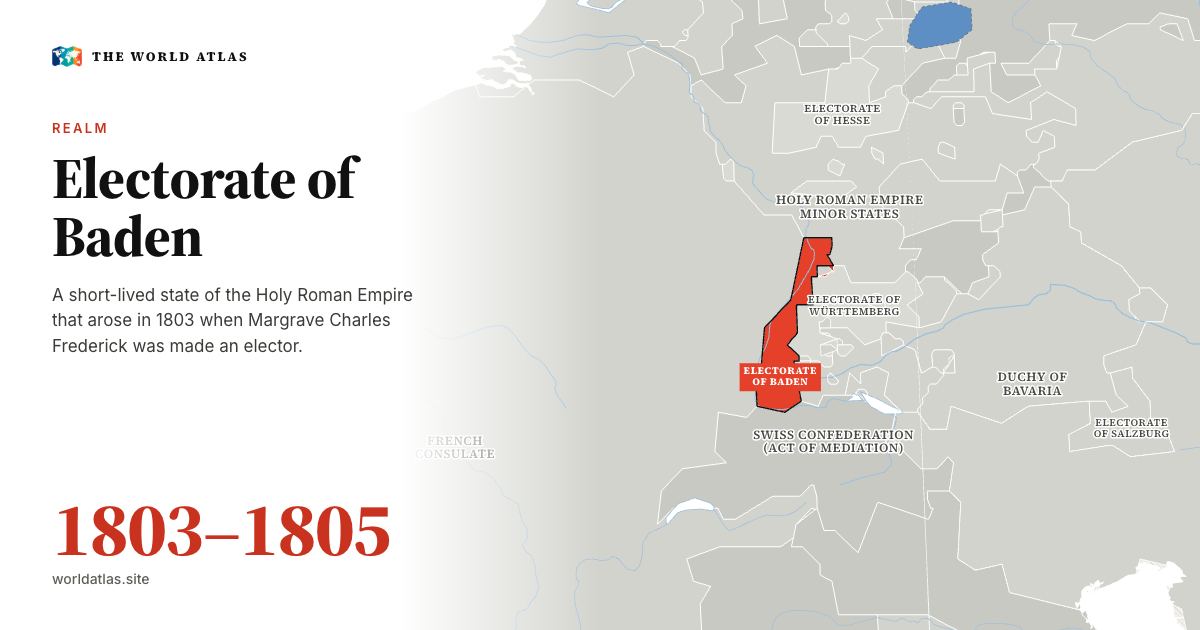 THE WORLD ATLAS
REALM
Electorate of
Baden
A short-lived state of the Holy Roman Empire
that arose in 1803 when Margrave Charles
Frederick was made an elector.
1803–1805
worldatlas.site
ELECTORATE
OF HESSE
HOLY ROMAN EMPIRE
MINOR STATES
ELECTORATE OF
WÜRTTEMBERG
ELECTORATE
OF BADEN
DUCHY OF
BAVARIA
ELECTORATE
OF SALZBURG
SWISS CONFEDERATION
(ACT OF MEDIATION)
FRENCH
CONSULATE